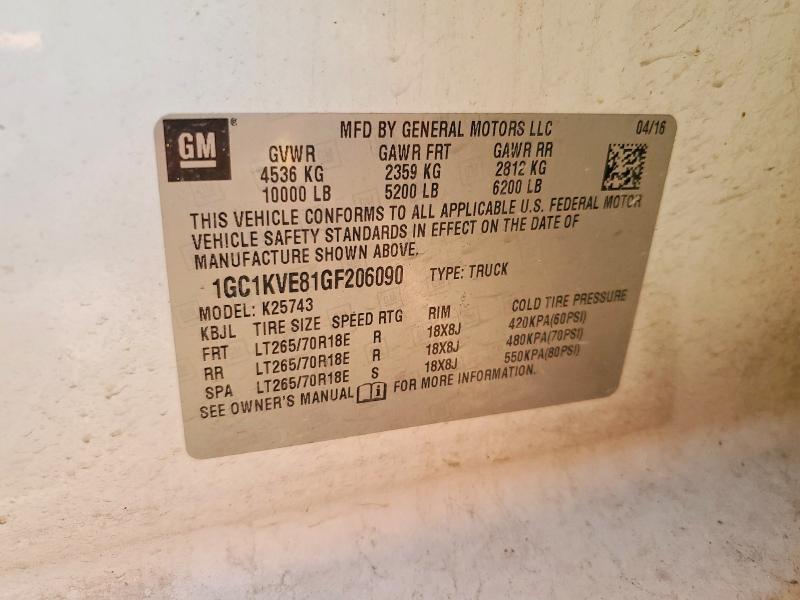 GM ®
MFD BY GENERAL MOTORS LLC 04/16
GVWR GAWR FRT GAWR RR
4536 KG 2359 KG 2812 KG
10000 LB 5200 LB 6200 LB
THIS VEHICLE CONFORMS TO ALL APPLICABLE U.S. FEDERAL MOTOR
VEHICLE SAFETY STANDARDS IN EFFECT ON THE DATE OF
MANUFACTURE SHOWN ABOVE.
1GC1KVE81GF206090 TYPE: TRUCK
MODEL: K25743
KBJL TIRE SIZE SPEED RTG RIM COLD TIRE PRESSURE
FRT LT265/70R18E R 18X8J 420KPA(60PSI)
RR LT265/70R18E R 18X8J 480KPA(70PSI)
SPA LT265/70R18E S 18X8J 550KPA(80PSI)
SEE OWNER'S MANUAL FOR MORE INFORMATION.